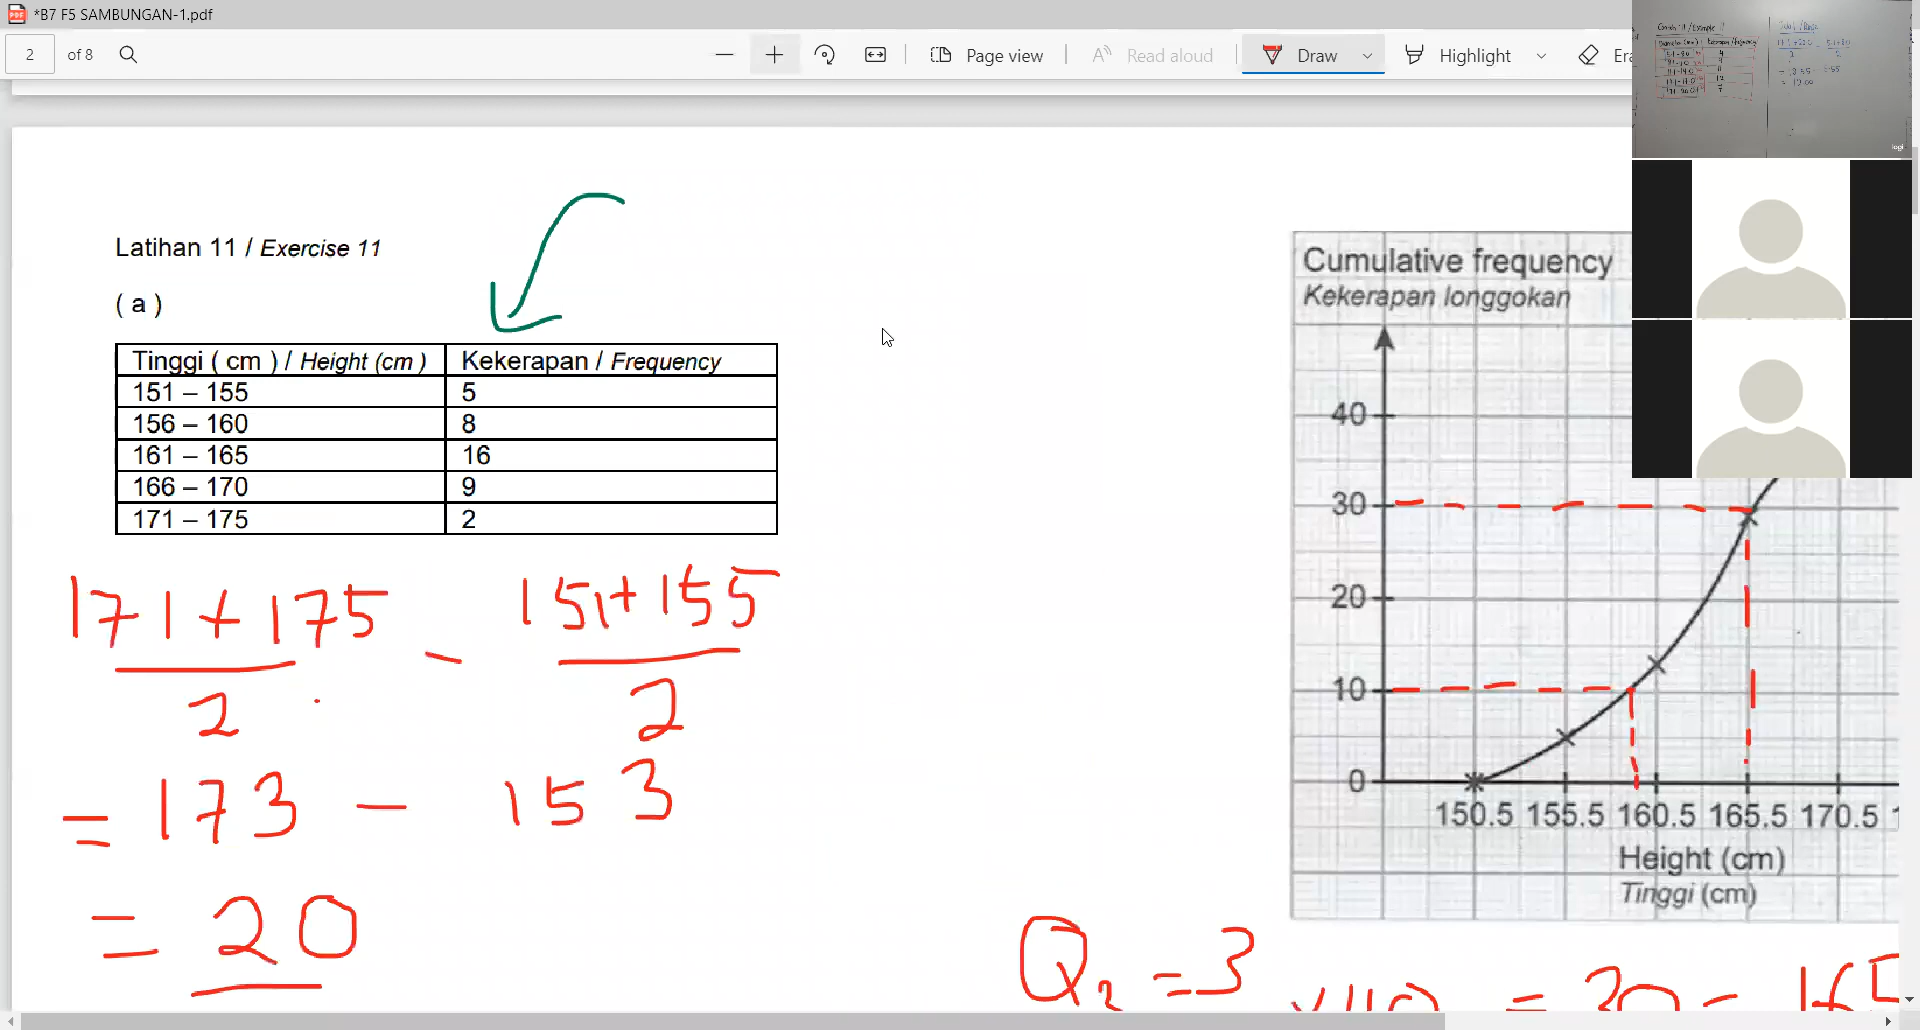 *B7 F5 SAMBUNGAN-1.pdf
2 of 8 Page view Read aloud Draw Highlight
Latihan 11 / Exercise 11
( a )
Tinggi ( cm ) / Height (cm ) Kekerapan / Frequency
151 – 155 5
156 – 160 8
161 – 165 16
166 – 170 9
171 – 175 2
171 + 175 - 151 + 155
2 2
= 173 - 153
= 20
Cumulative frequency
Kekerapan longgokan
40
30
20
10
0
150.5 155.5 160.5 165.5 170.5
Height (cm)
Tinggi (cm)
= 3
logi